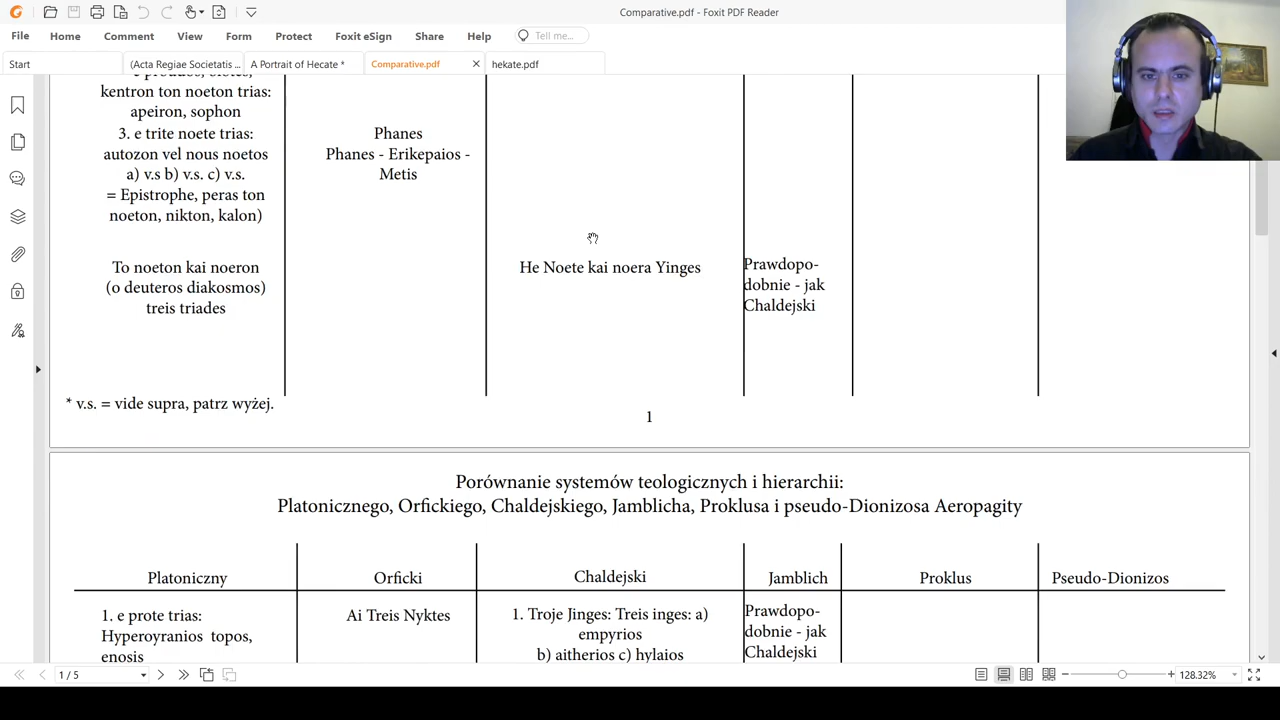 Comparative.pdf - Foxit PDF Reader
File Home Comment View Form Protect Foxit eSign Share Help Tell me...
Start (Acta Regiae Societatis ... A Portrait of Hecate * Comparative.pdf hekate.pdf
kentron ton noeton trias:
apeiron, sophon
3. e trite noete trias:
autozon vel nous noetos
a) v.s b) v.s. c) v.s.
= Epistrophe, peras ton
noeton, nikton, kalon)
Phanes
Phanes - Erikepaios -
Metis
To noeton kai noeron
(o deuteros diakosmos)
treis triades
He Noete kai noera Yinges
Prawdopo-
dobnie - jak
Chaldejski
* v.s. = vide supra, patrz wyżej.
1
Porównanie systemów teologicznych i hierarchii:
Platonicznego, Orfickiego, Chaldejskiego, Jamblicha, Proklusa i pseudo-Dionizosa Aeropagity
Platoniczny Orficki Chaldejski Jamblich Proklus Pseudo-Dionizos
1. e prote trias:
Hyperoyranios topos,
enosis
Ai Treis Nyktes
1. Troje Jinges: Treis inges: a)
empyrios
b) aitherios c) hylaios
Prawdopo-
dobnie - jak
Chaldejski
1 / 5
128.32%